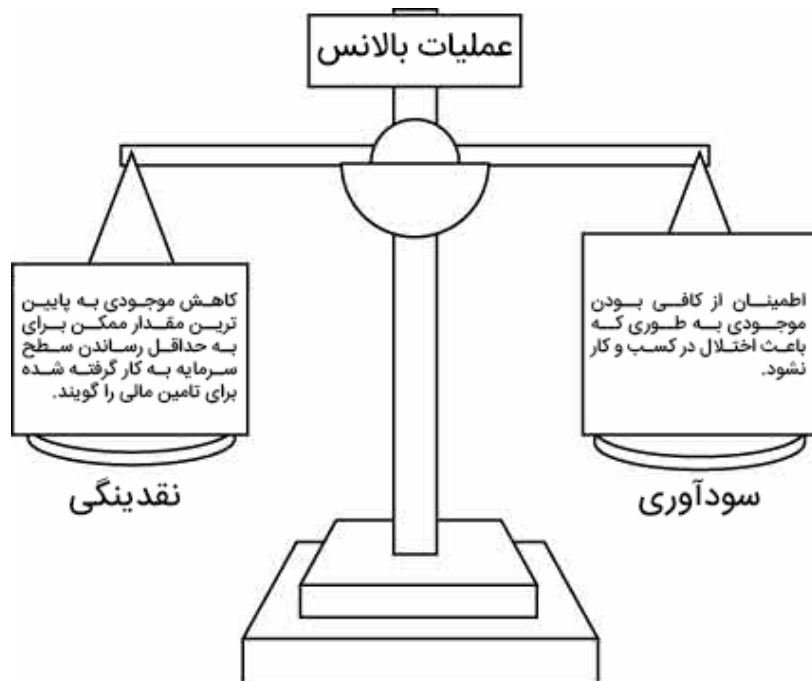 عملیات بالانس
اطمینان از کافی بودن
موجودی به طوری که
باعث اختلال در کسب و کار
نشود.
سودآوری
کاهش موجودی به پایین
ترین مقدار ممکن برای
به حداقل رساندن سطح
سرمایه به کار گرفته شده
برای تامین مالی را گویند.
نقدینگی